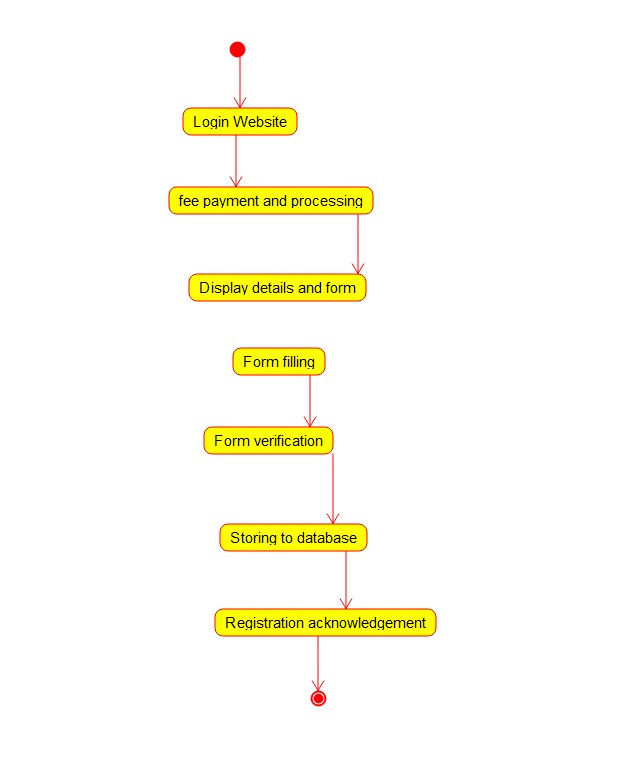 Login Website
fee payment and processing
Display details and form
Form filling
Form verification
Storing to database
Registration acknowledgement